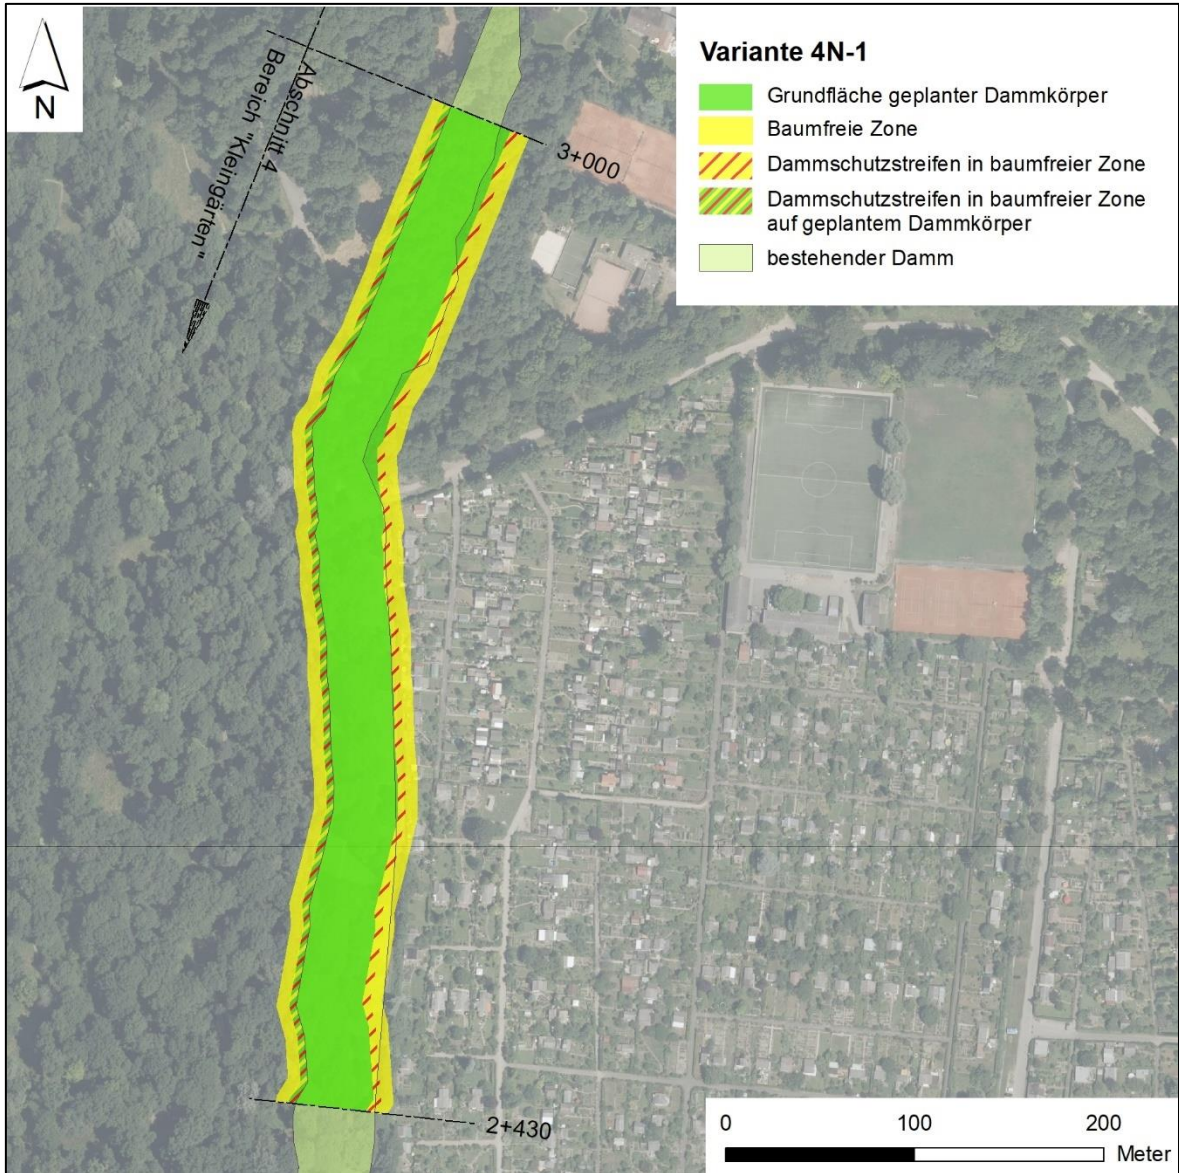 N
Abschnitt 4
Bereich "Kleingärten"
3+000
Variante 4N-1
Grundfläche geplanter Dammkörper
Baumfreie Zone
Dammschutzstreifen in baumfreier Zone
Dammschutzstreifen in baumfreier Zone
auf geplantem Dammkörper
bestehender Damm
2+430
0 100 200
Meter